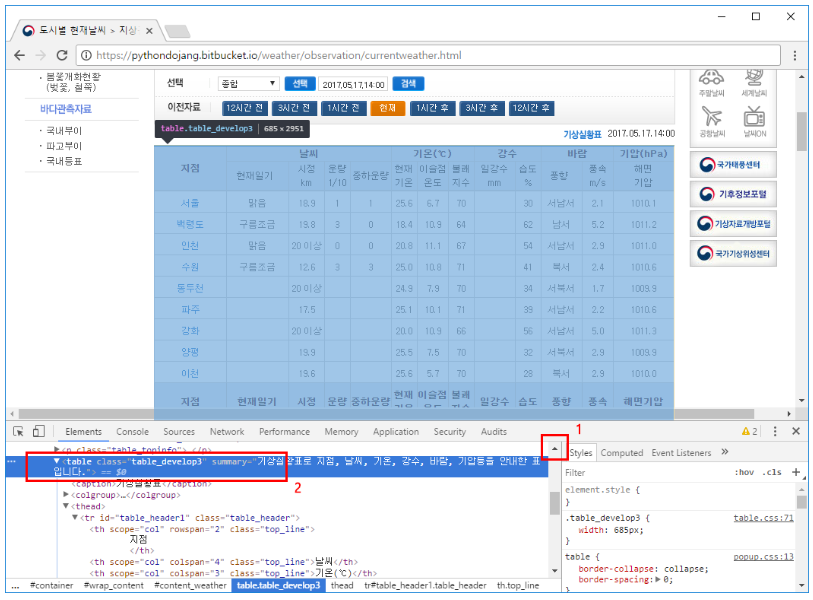 도시별 현재날씨 > 지상
https://pythondojang.bitbucket.io/weather/observation/currentweather.html
· 봄꽃개화현황
(벚꽃, 철쭉)
바다관측자료
· 국내부이
· 파고부이
· 국내등표
선택 종합 선택 2017.05.17.14:00 검색
이전자료 12시간 전 3시간 전 1시간 전 현재 1시간 후 3시간 후 12시간 후
table.table_develop3 | 685 × 2951
기상실황표 2017.05.17.14:00
지점 날씨 기온(℃) 강수 바람 기압(hPa)
현재일기 시정 km 운량 1/10 중하운량 현재 기온 이슬점 온도 불쾌 지수 일강수 mm 습도 % 풍향 풍속 m/s 해면 기압
서울 맑음 18.9 1 1 25.6 6.7 70 30 서남서 2.1 1010.1
백령도 구름조금 19.8 3 0 18.4 10.9 64 62 남서 5.2 1011.2
인천 맑음 20 이상 0 0 20.8 11.1 67 54 서남서 2.9 1011.0
수원 구름조금 12.6 3 3 25.0 10.8 71 41 북서 2.4 1010.6
동두천 20 이상 24.9 7.9 70 34 서북서 1.7 1009.9
파주 17.5 25.1 10.1 71 39 서남서 2.2 1010.6
강화 20 이상 20.0 10.9 66 56 서남서 5.0 1011.3
양평 19.9 25.5 7.5 70 32 서북서 2.9 1009.9
이천 19.6 25.6 5.7 70 28 북서 2.9 1010.0
지점 현재일기 시정 운량 중하운량 현재 기온 이슬점 온도 불쾌 지수 일강수 습도 풍향 풍속 해면기압
주말날씨 세계날씨
공항날씨 날씨ON
국가태풍센터
기후정보포털
기상자료개방포털
국가기상위성센터
1
Elements Console Sources Network Performance Memory Application Security Audits 2
<p class="table_topinfo">…</p>
<table class="table_develop3" summary="기상실황표로 지점, 날씨, 기온, 강수, 바람, 기압등을 안내한 표
입니다."> == $0
2
<caption>기상실황표</caption>
<colgroup>…</colgroup>
<thead>
<tr id="table_header1" class="table_header">
<th scope="col" rowspan="2" class="top_line">
지점
</th>
<th scope="col" colspan="4" class="top_line">날씨</th>
<th scope="col" colspan="3" class="top_line">기온(℃)</th>
... #container #wrap_content #content_weather table.table_develop3 thead tr#table_header1.table_header th.top_line
Styles Computed Event Listeners »
Filter :hov .cls +
element.style {
}
.table_develop3 { table.css:71
width: 685px;
}
table { popup.css:13
border-collapse: collapse;
border-spacing: 0;